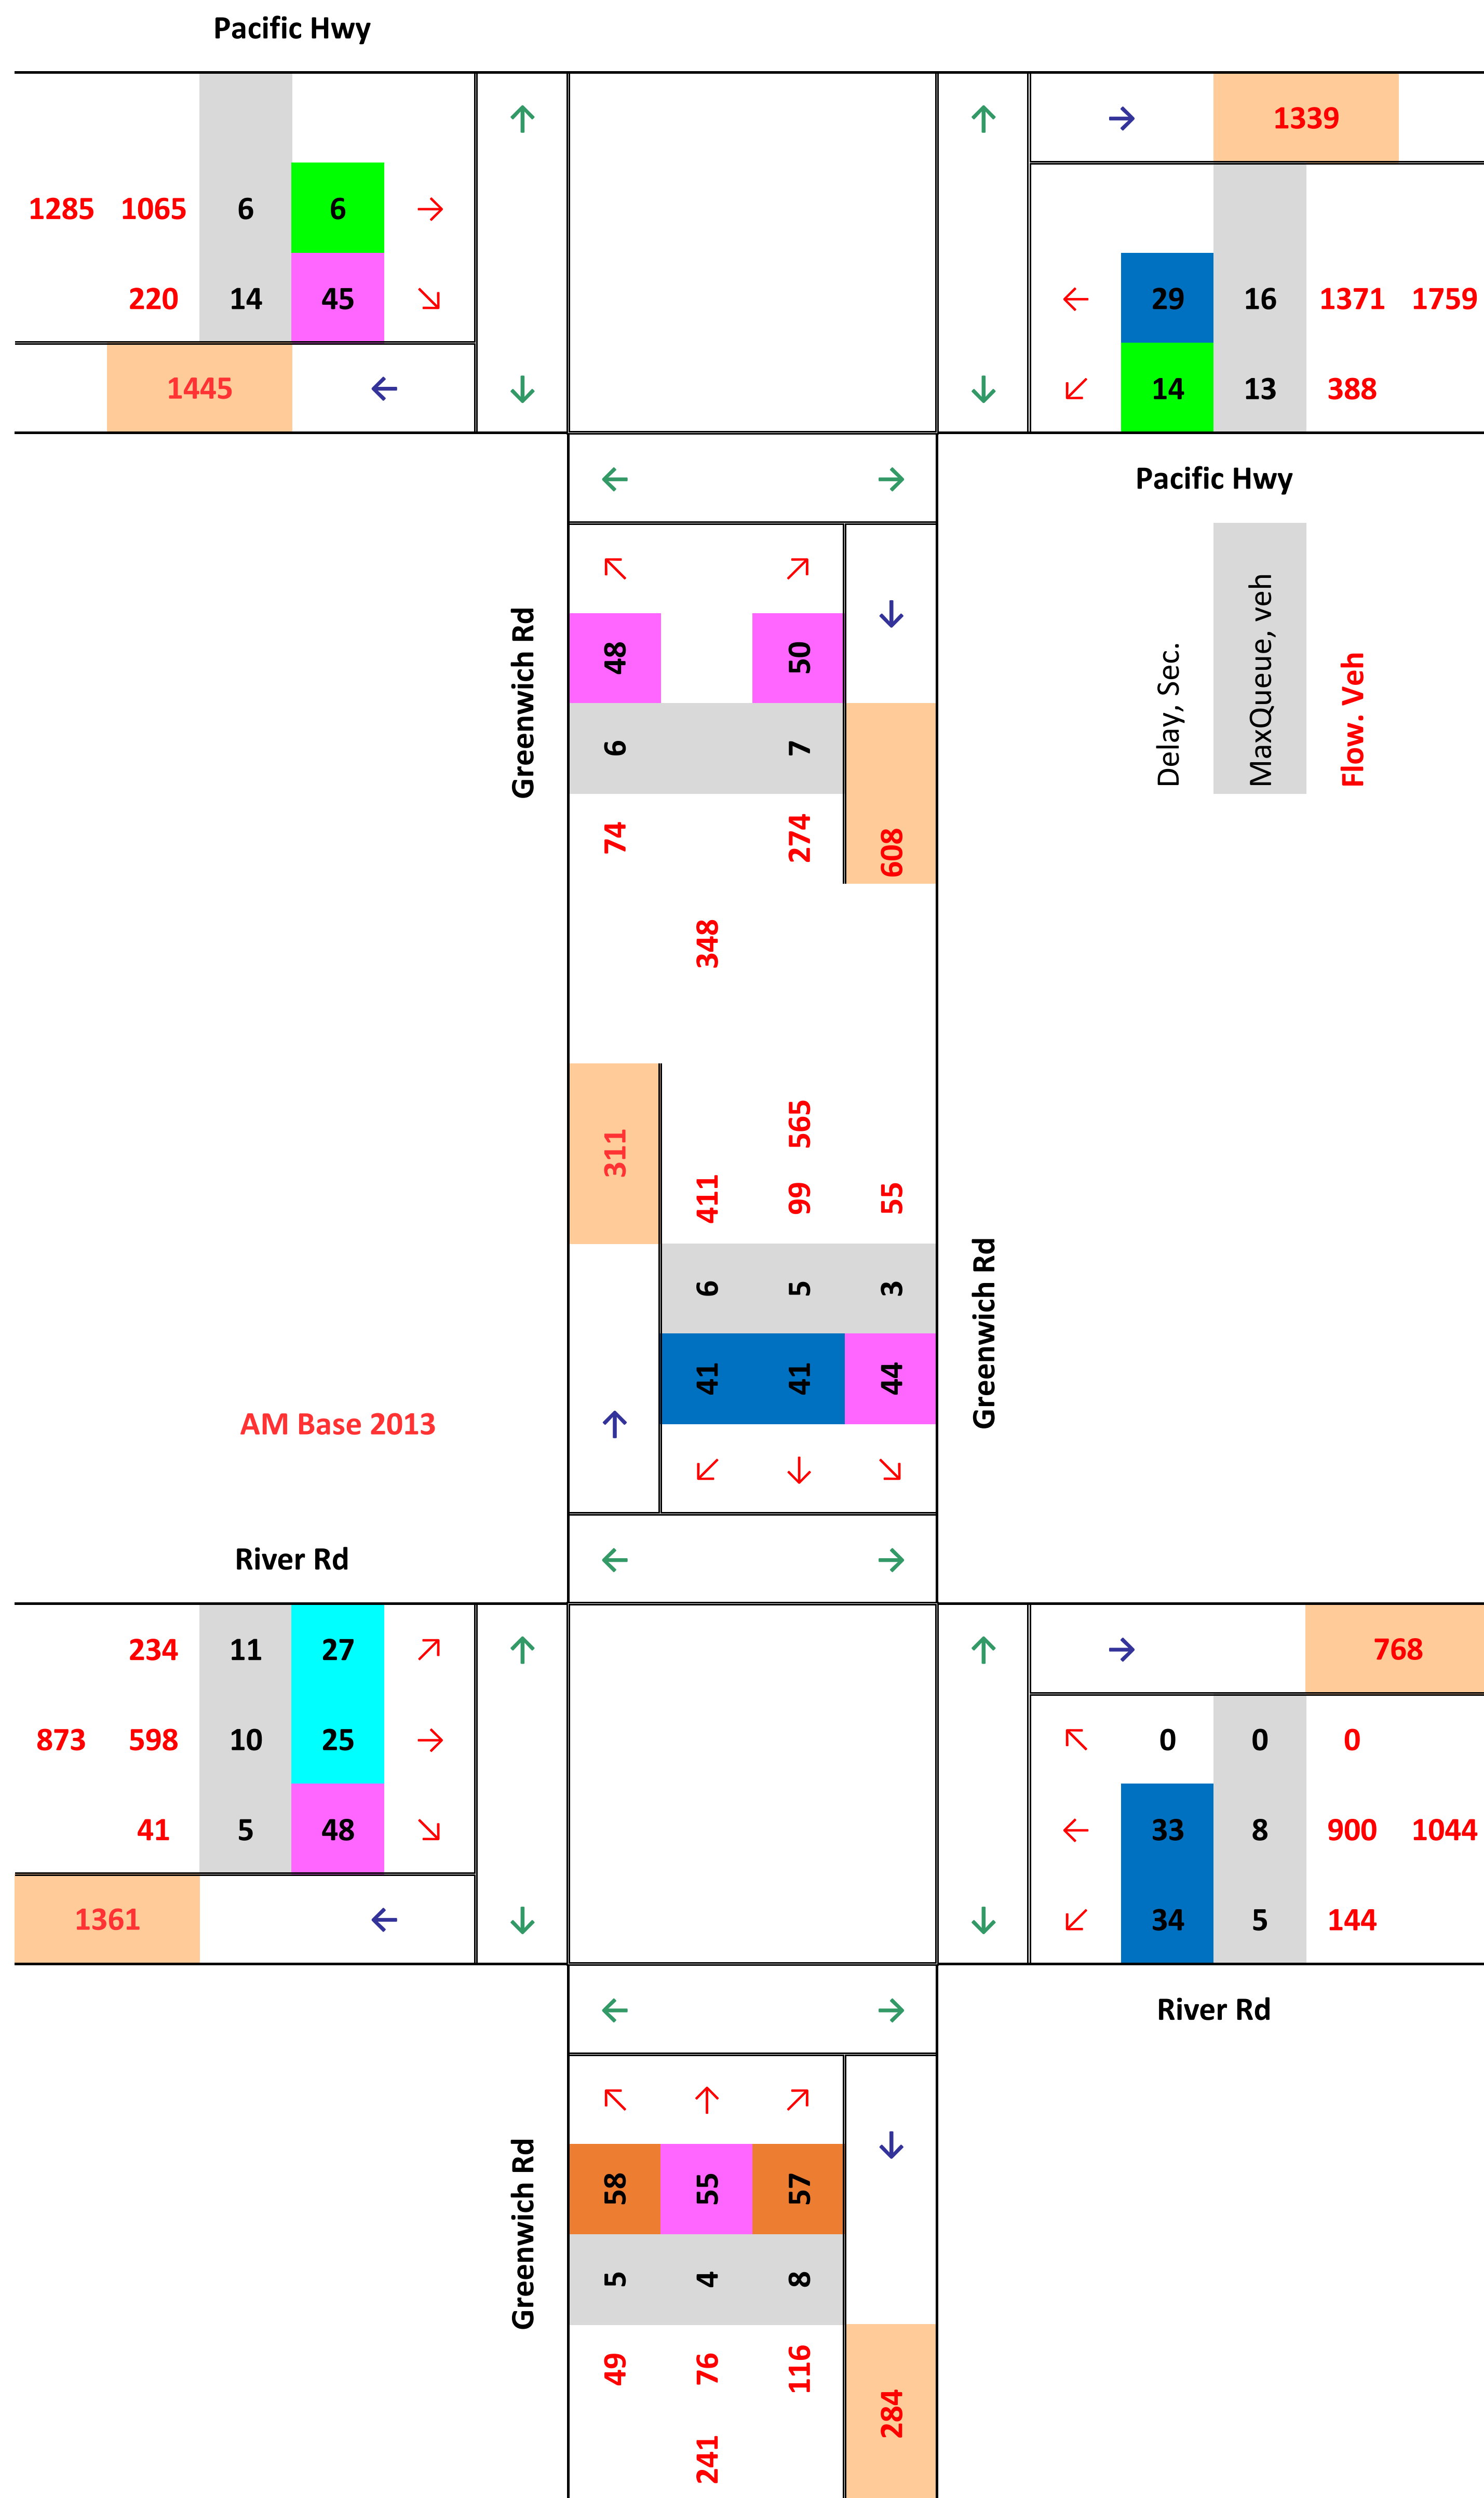 Pacific Hwy
1339
1285 1065 6 6
220 14 45
29 16 1371 1759
1445
14 13 388
Pacific Hwy
Greenwich Rd
48 50
6 7
74 274 608
348
Delay, Sec.
MaxQueue, veh
Flow. Veh
311
565
411 99 55
6 5 3
41 41 44
Greenwich Rd
AM Base 2013
River Rd
234 11 27
768
873 598 10 25
0 0 0
41 5 48
33 8 900 1044
1361
34 5 144
River Rd
Greenwich Rd
58 55 57
5 4 8
49 76 116
284
241